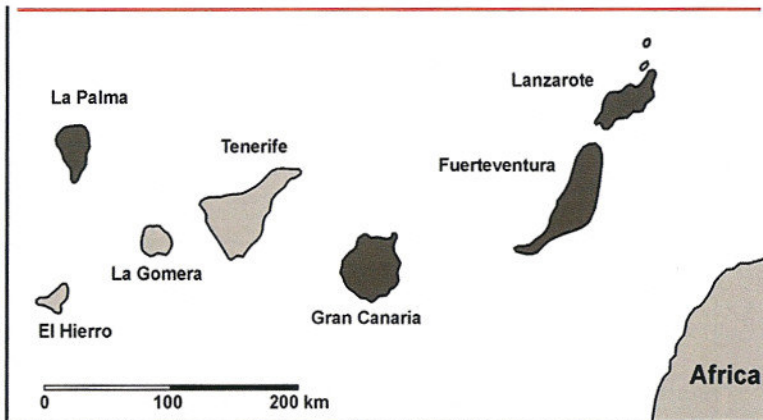 Lanzarote
La Palma
Tenerife
Fuerteventura
La Gomera
El Hierro
Gran Canaria
Africa
0 100 200 km